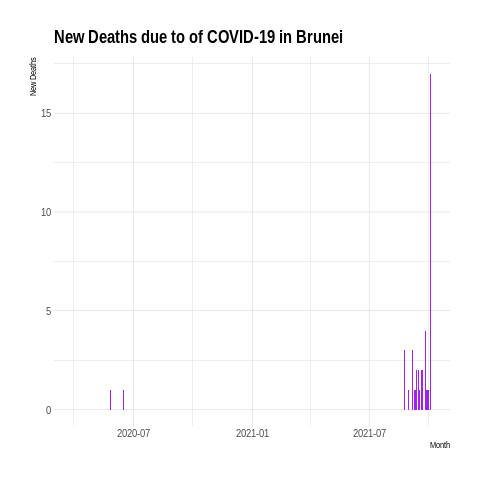 New Deaths due to of COVID-19 in Brunei
New Deaths
15
10
5
0
2020-07
2021-01
2021-07
Month